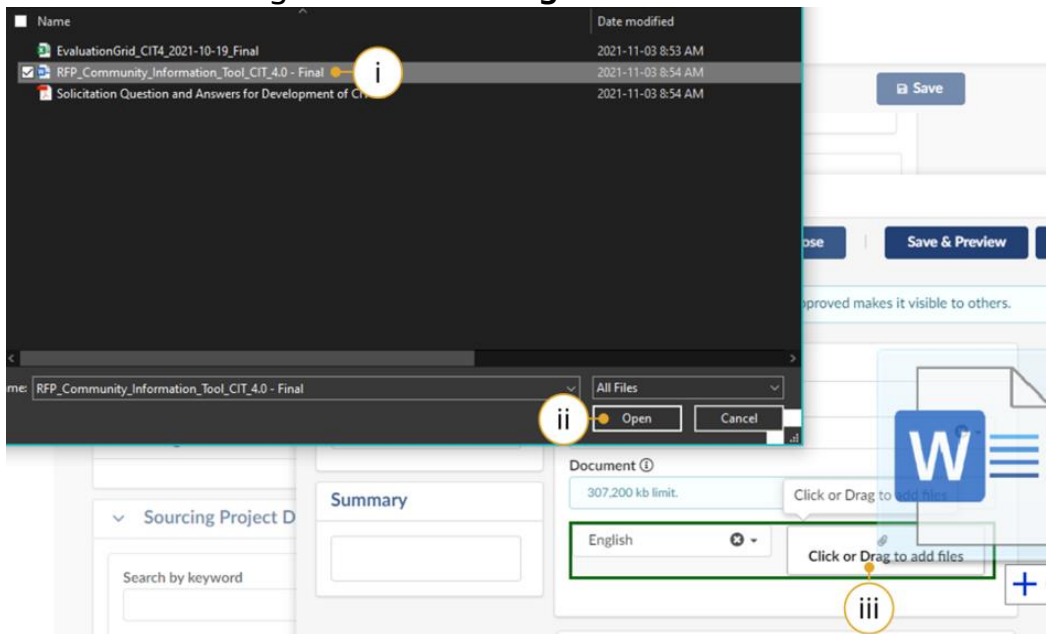 Name Date modified
EvaluationGrid_CIT4_2021-10-19_Final 2021-11-03 8:53 AM
RFP_Community_Information_Tool_CIT_4.0 - Final i 2021-11-03 8:54 AM
Solicitation Question and Answers for Development of 2021-11-03 8:54 AM
Save
Save & Preview
approved makes it visible to others.
me: RFP_Community_Information_Tool_CIT_4.0 - Final All Files
ii Open Cancel
W
Document
307,200 kb limit. Click or Drag to add files
Summary
Sourcing Project D
English
Click or Drag to add files
Search by keyword
iii